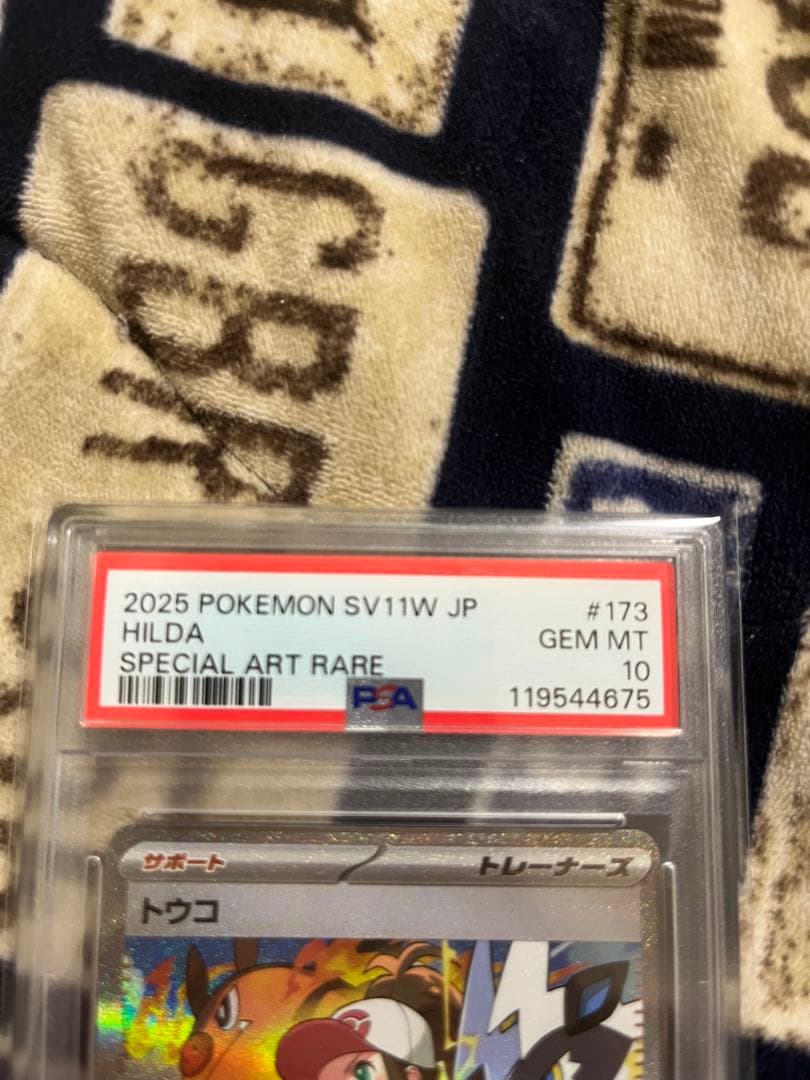 2025 POKEMON SV11W JP #173
HILDA GEM MT
SPECIAL ART RARE 10
PSA 119544675
サポート トレーナーズ
トウコ